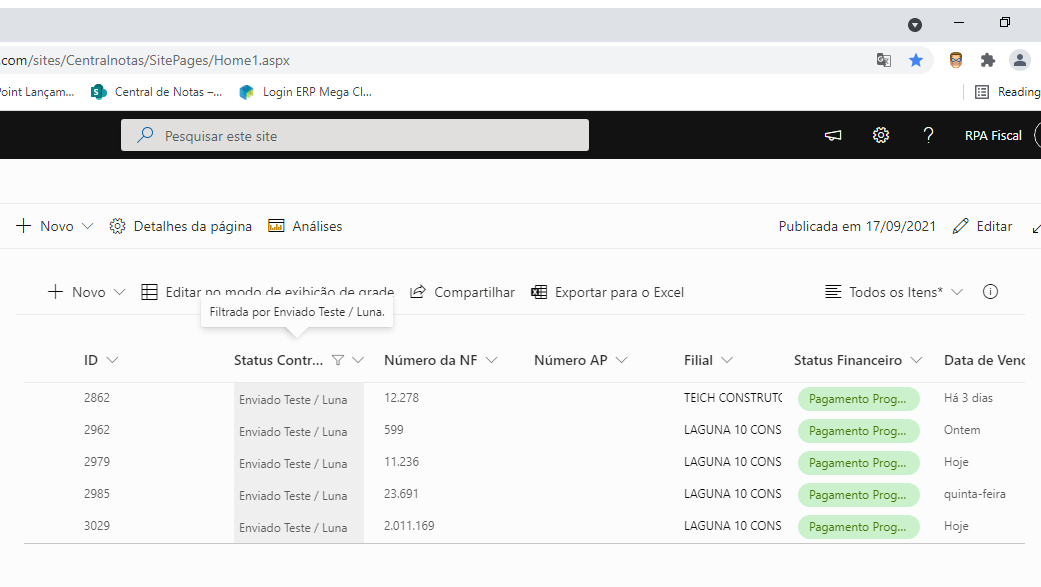 .com/sites/Centralnotas/SitePages/Home1.aspx
Point Lançam... Central de Notas –... Login ERP Mega Cl... Reading
Pesquisar este site RPA Fiscal
Novo Detalhes da página Análises Publicada em 17/09/2021 Editar
Novo Editar no modo de exibição de grade Compartilhar Exportar para o Excel Todos os Itens*
Filtrada por Enviado Teste / Luna.
ID Status Contr... Número da NF Número AP Filial Status Financeiro Data de Venc
2862 Enviado Teste / Luna 12.278 TEICH CONSTRUTO Pagamento Prog... Há 3 dias
2962 Enviado Teste / Luna 599 LAGUNA 10 CONS Pagamento Prog... Ontem
2979 Enviado Teste / Luna 11.236 LAGUNA 10 CONS Pagamento Prog... Hoje
2985 Enviado Teste / Luna 23.691 LAGUNA 10 CONS Pagamento Prog... quinta-feira
3029 Enviado Teste / Luna 2.011.169 LAGUNA 10 CONS Pagamento Prog... Hoje